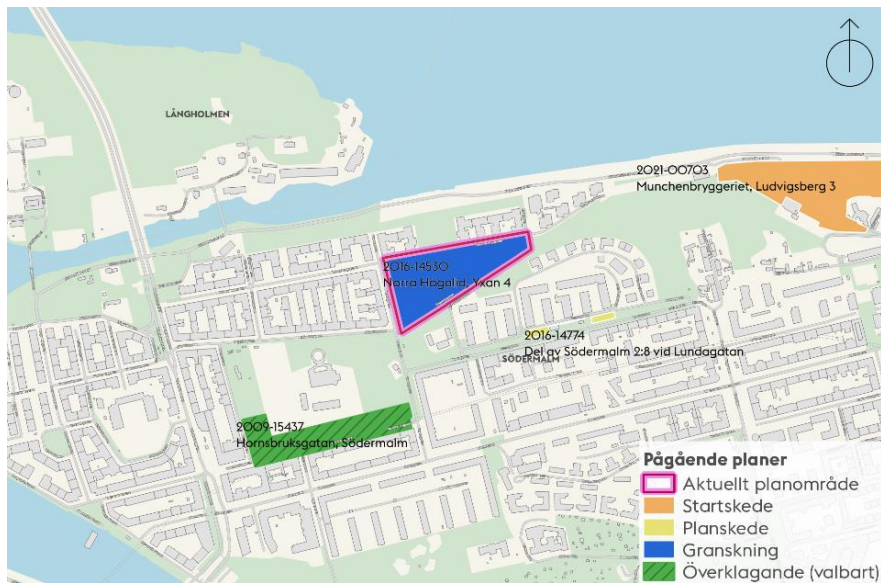 LÅNGHOLMEN
2021-00703
Munchenbryggeriet, Ludvigsberg 3
2016-14530
Norra Högalid, Yxan 4
2016-14774
Del av Södermalm 2:8 vid Lundagatan
SÖDERMALM
2009-15437
Hornsbruksgatan, Södermalm
Pågående planer
Aktuellt planområde
Startskede
Planskede
Granskning
Överklagande (valbart)